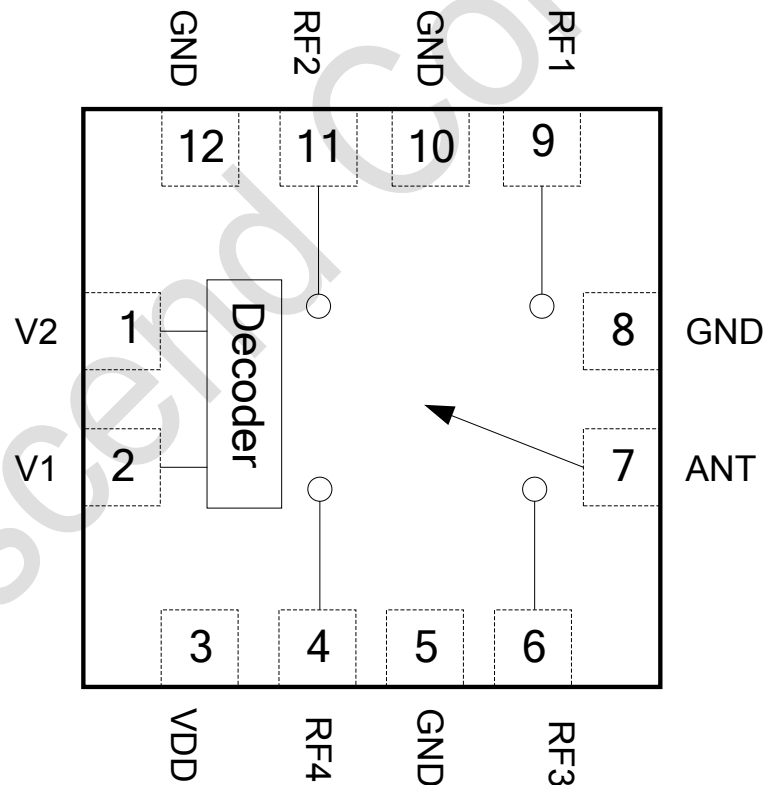 GND
RF2
GND
RF1
12
11
10
9
V2
1
Decoder
8
GND
V1
2
7
ANT
3
4
5
6
VDD
RF4
GND
RF3